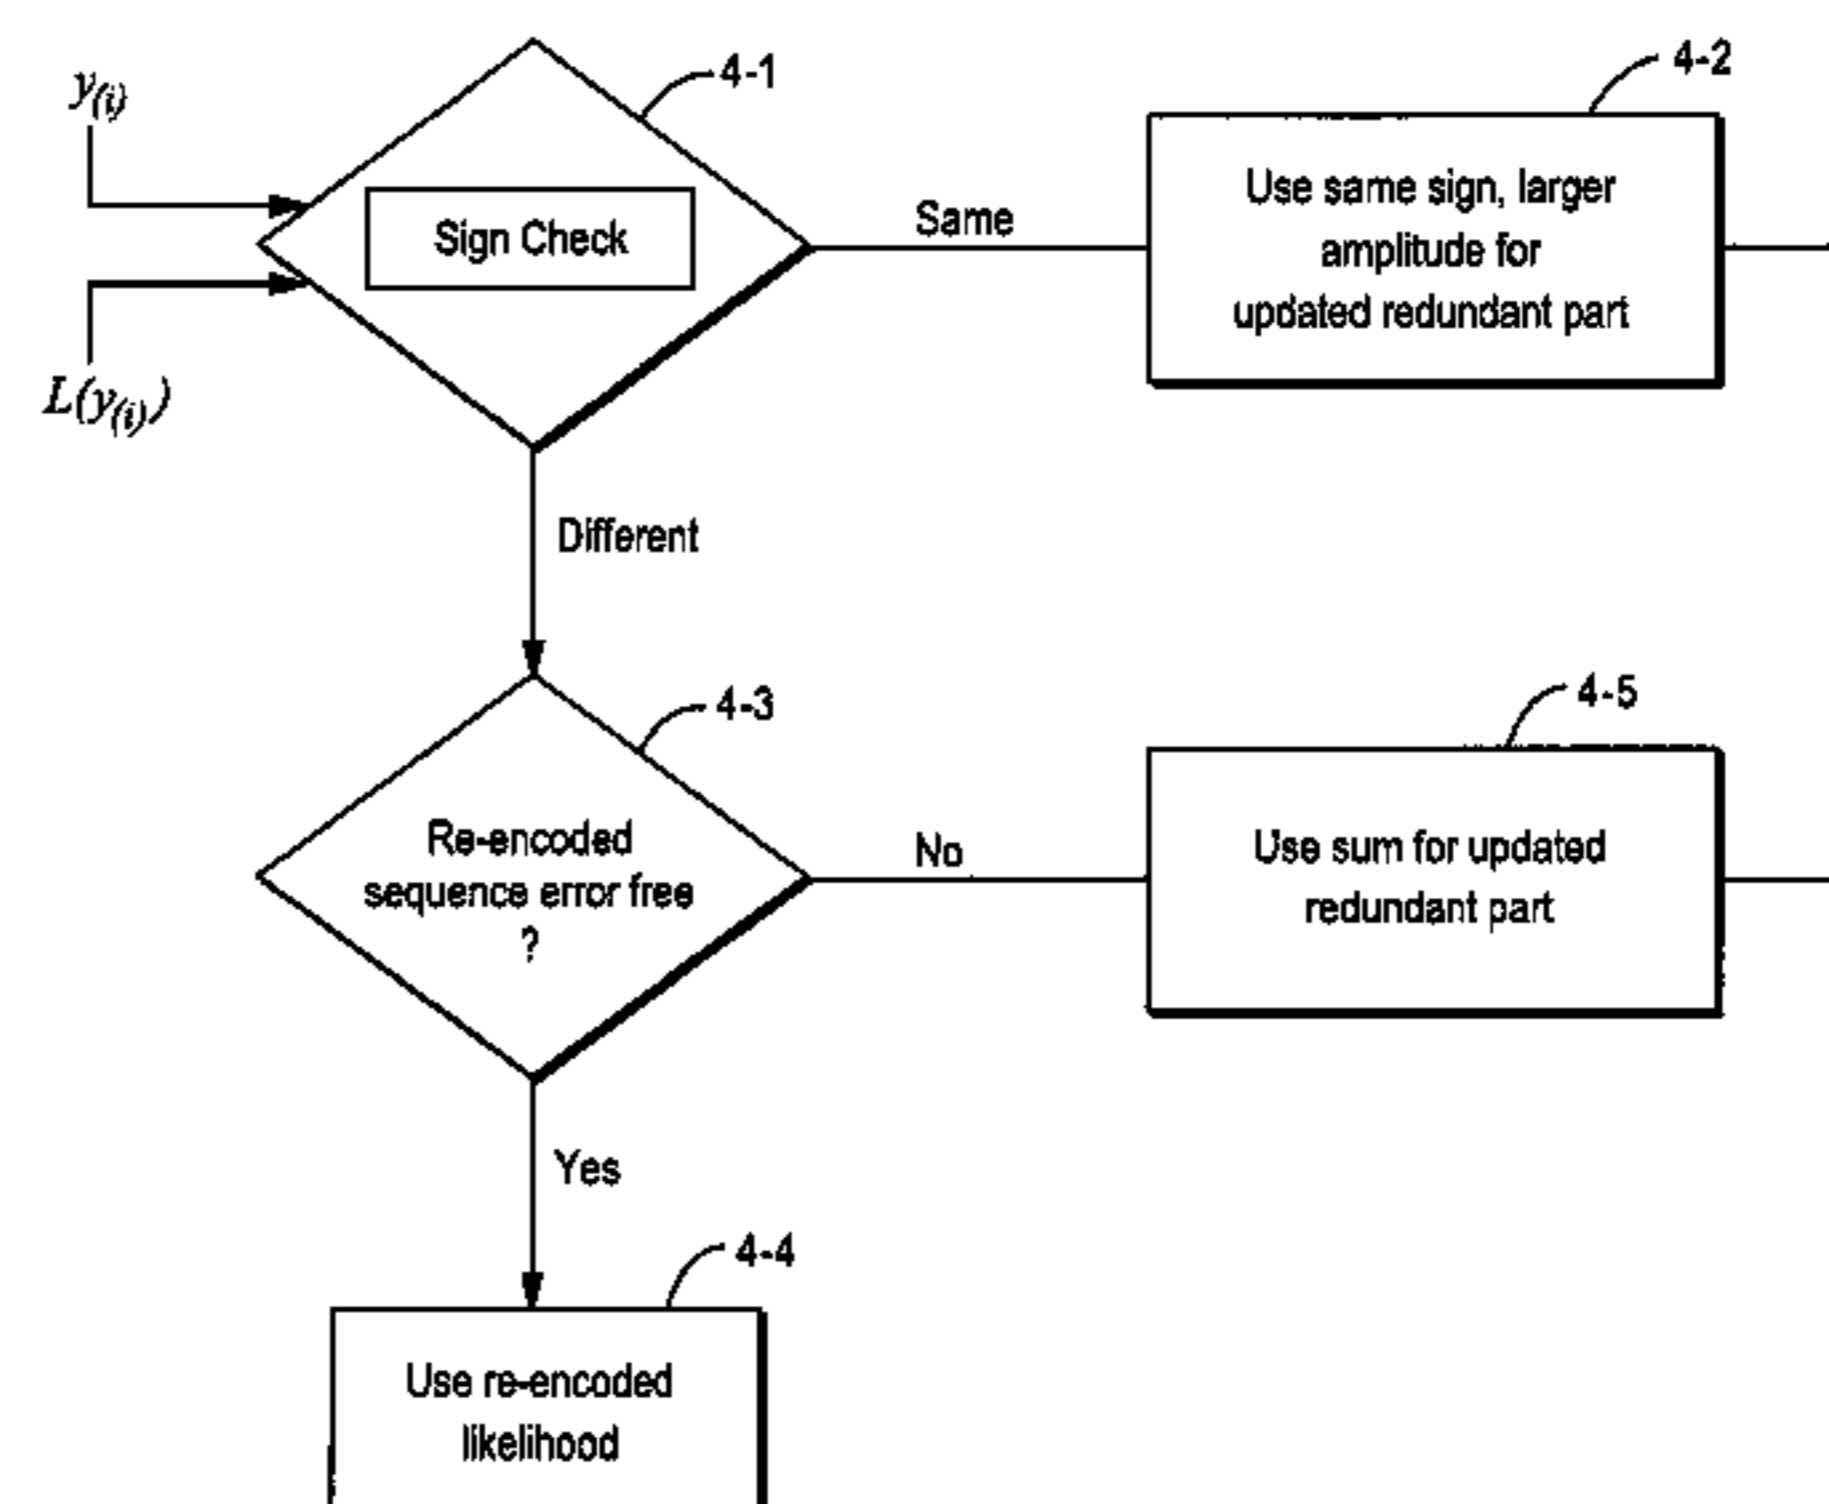 4-1
4-2
y(i)
Sign Check
Same
Use same sign, larger
amplitude for
updated redundant part
L(y(i))
Different
4-3
4-5
Re-encoded
sequence error free
?
No
Use sum for updated
redundant part
Yes
4-4
Use re-encoded
likelihood